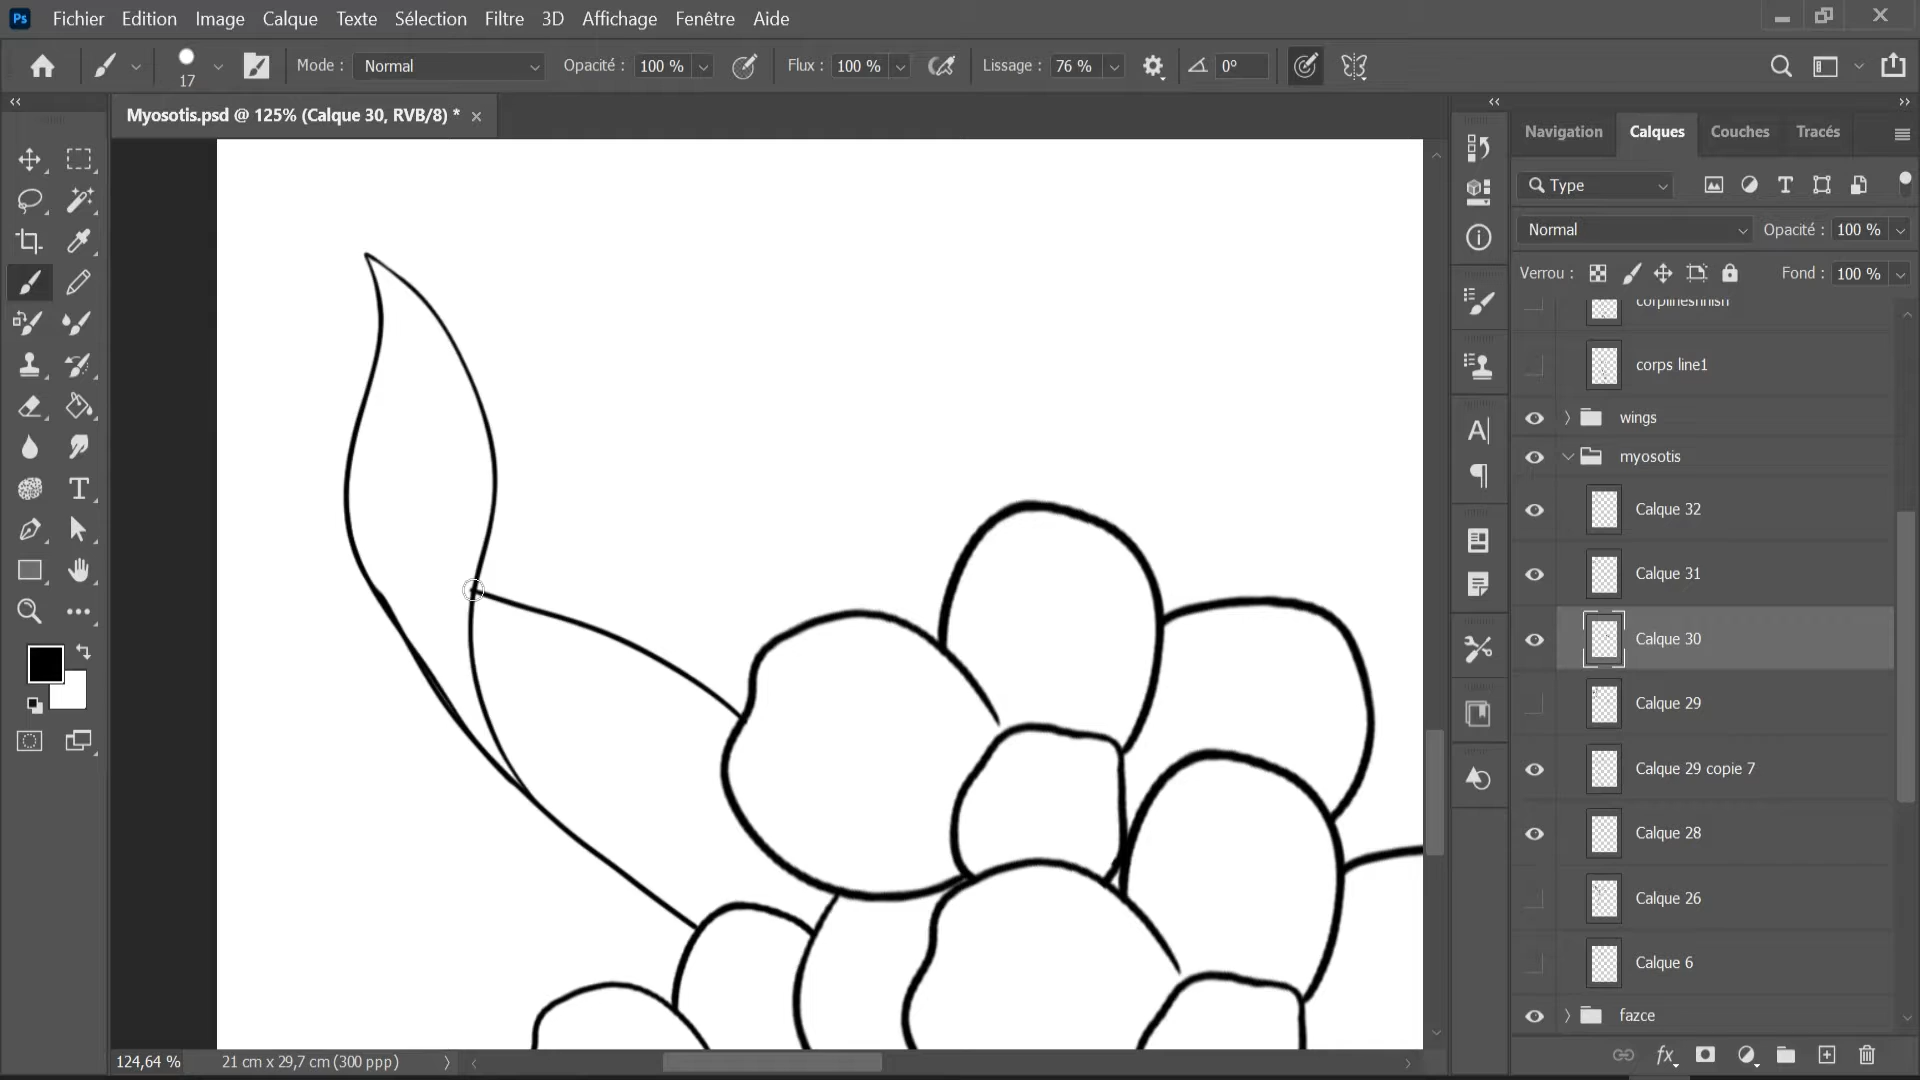 Ps Fichier Edition Image Calque Texte Sélection Filtre 3D Affichage Fenêtre Aide
17 Mode : Normal Opacité : 100 % Flux : 100 % Lissage : 76 % 0°
Myosotis.psd @ 125% (Calque 30, RVB/8) *
Navigation Calques Couches Tracés
Type
Normal Opacité : 100 %
Verrou : Fond : 100 %
corplineshnish
corps line1
wings
myosotis
Calque 32
Calque 31
Calque 30
Calque 29
Calque 29 copie 7
Calque 28
Calque 26
Calque 6
fazce
fx
124,64 % 21 cm x 29,7 cm (300 ppp)